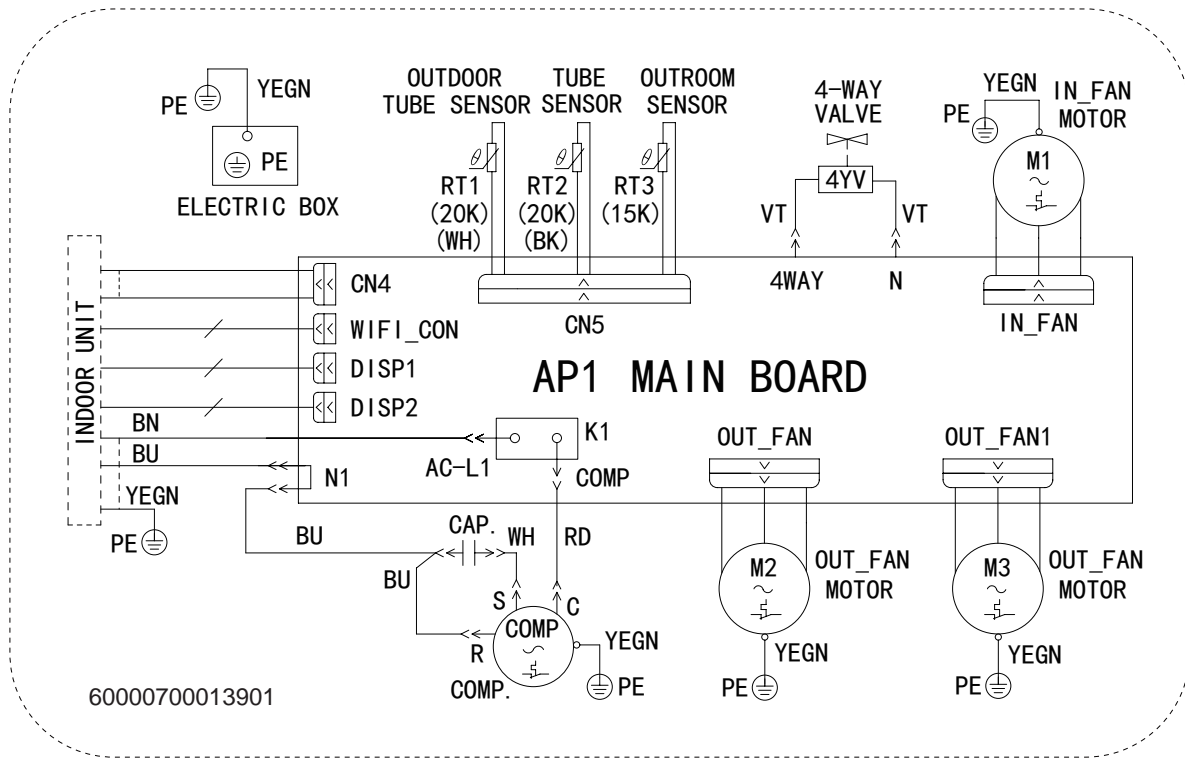 PE
YEGN
PE
ELECTRIC BOX
OUTDOOR
TUBE SENSOR
TUBE
SENSOR
OUTROOM
SENSOR
θ
RT1
(20K)
(WH)
θ
RT2
(20K)
(BK)
θ
RT3
(15K)
4-WAY
VALVE
4YV
VT
VT
4WAY
N
YEGN
PE
IN_FAN
MOTOR
M1
IN_FAN
INDOOR UNIT
CN4
WIFI_CON
DISP1
DISP2
CN5
AP1 MAIN BOARD
BN
BU
YEGN
PE
N1
AC-L1
K1
COMP
OUT_FAN
OUT_FAN1
BU
CAP.
WH
RD
BU
S
C
R
COMP
COMP.
YEGN
PE
M2
OUT_FAN
MOTOR
YEGN
PE
M3
OUT_FAN
MOTOR
YEGN
PE
60000700013901